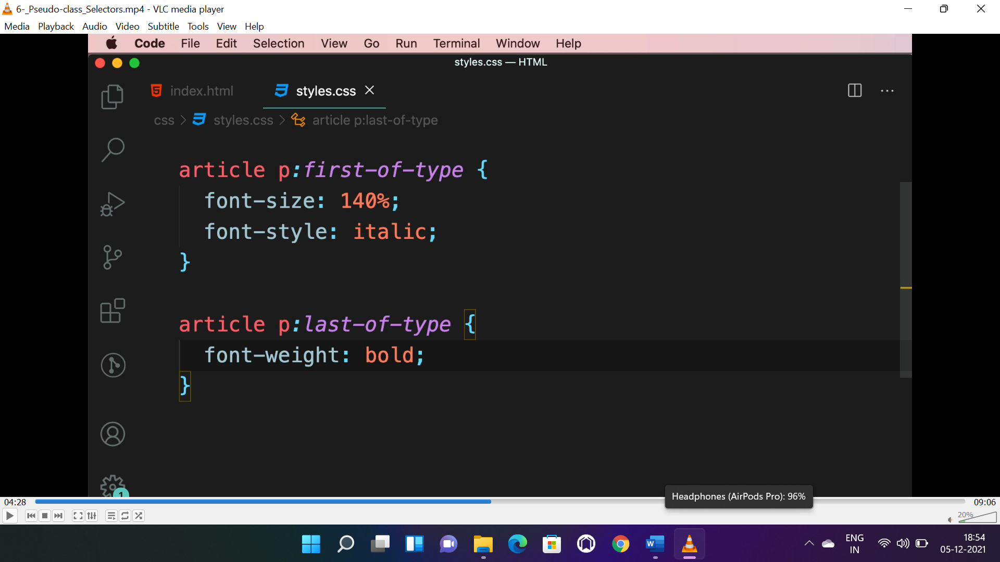 6-_Pseudo-class_Selectors.mp4 - VLC media player
Media Playback Audio Video Subtitle Tools View Help
Code File Edit Selection View Go Run Terminal Window Help
styles.css — HTML
index.html styles.css
css > styles.css > article p:last-of-type
article p:first-of-type {
font-size: 140%;
font-style: italic;
}
article p:last-of-type {
font-weight: bold;
}
1
Headphones (AirPods Pro): 96%
04:28 09:06
20%
ENG
IN
18:54
05-12-2021